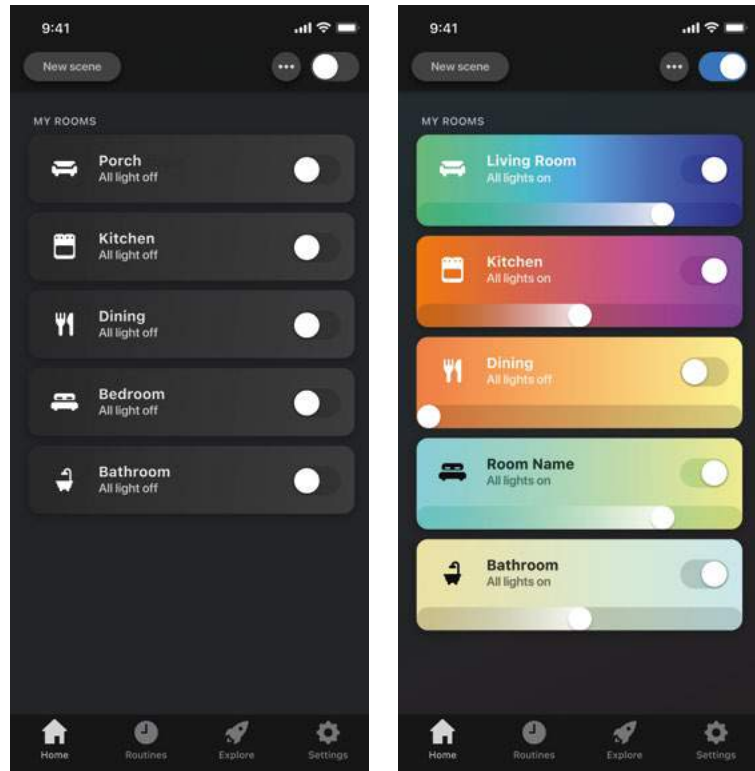 9:41
New scene
MY ROOMS
Porch
All light off
Kitchen
All light off
Dining
All light off
Bedroom
All light off
Bathroom
All light off
Home Routines Explore Settings
9:41
New scene
MY ROOMS
Living Room
All lights on
Kitchen
All lights on
Dining
All lights off
Room Name
All lights on
Bathroom
All lights on
Home Routines Explore Settings